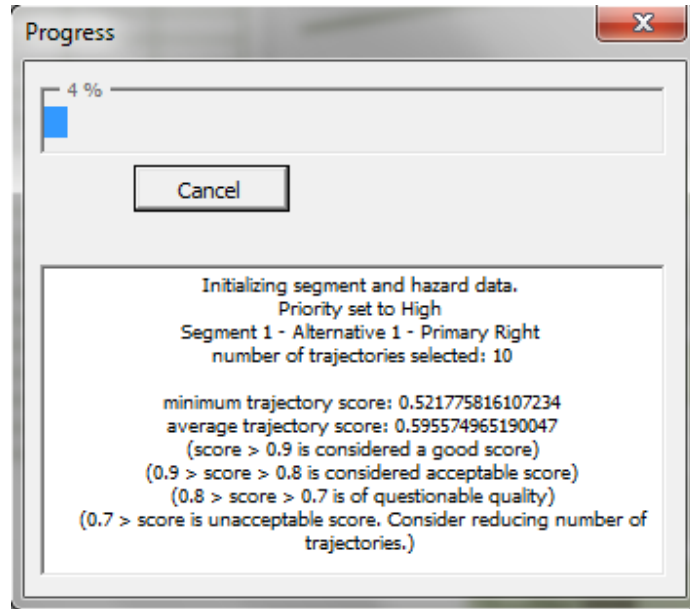 Progress
4 %
Cancel
Initializing segment and hazard data.
Priority set to High
Segment 1 - Alternative 1 - Primary Right
number of trajectories selected: 10
minimum trajectory score: 0.521775816107234
average trajectory score: 0.595574965190047
(score > 0.9 is considered a good score)
(0.9 > score > 0.8 is considered acceptable score)
(0.8 > score > 0.7 is of questionable quality)
(0.7 > score is unacceptable score. Consider reducing number of
trajectories.)